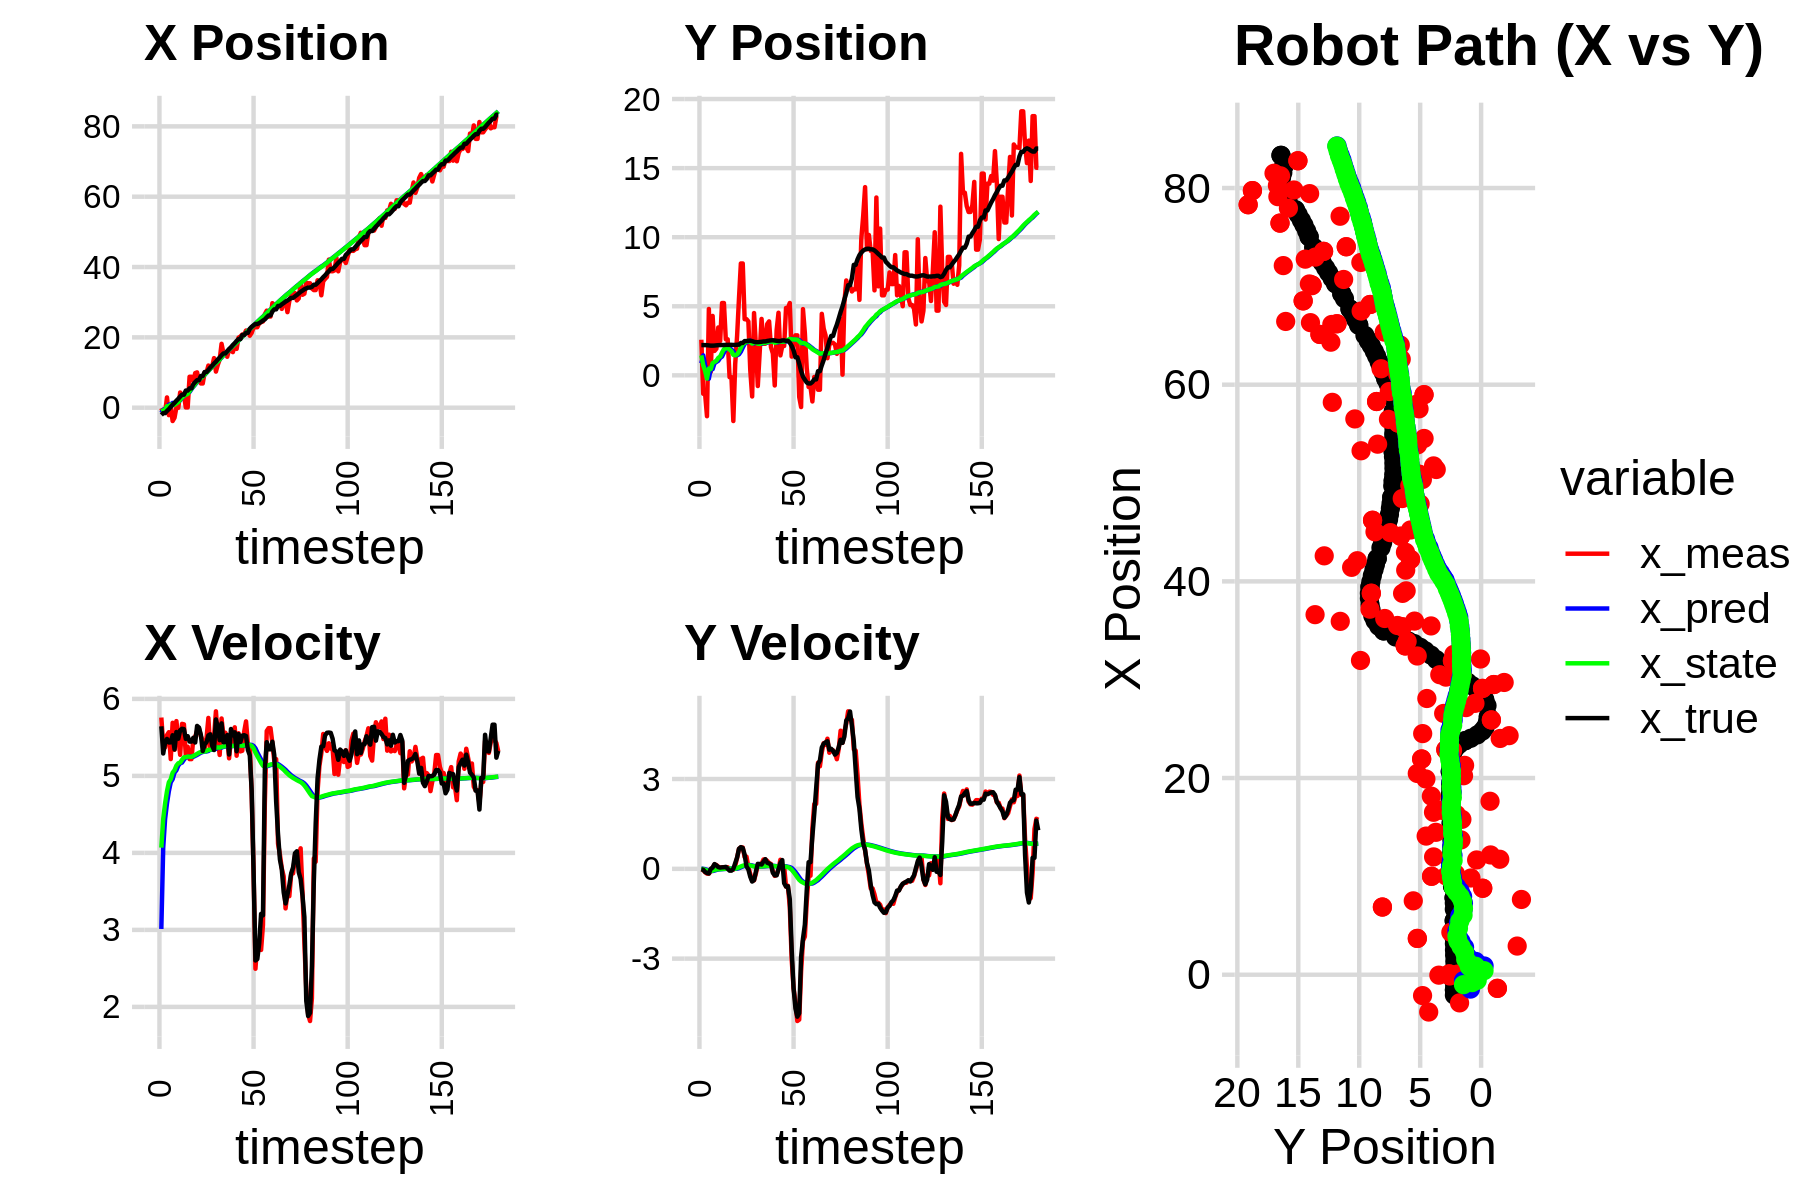 X Position
80
60
40
20
0
0
50
100
150
timestep
Y Position
20
15
10
5
0
0
50
100
150
timestep
X Velocity
6
5
4
3
2
0
50
100
150
timestep
Y Velocity
3
0
-3
0
50
100
150
timestep
Robot Path (X vs Y)
X Position
80
60
40
20
0
20 15 10 5 0
Y Position
variable
x_meas
x_pred
x_state
x_true